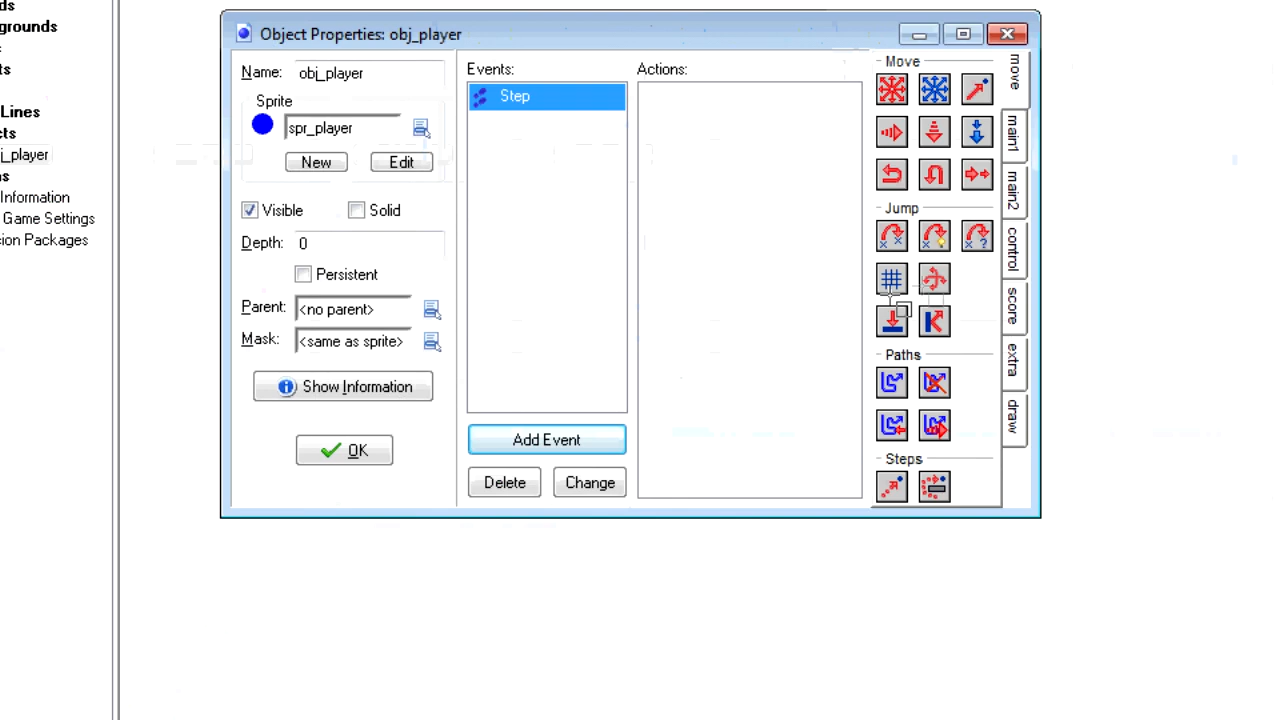 ds
grounds
ts
Lines
cts
j_player
ns
Information
Game Settings
ion Packages
Object Properties: obj_player
Name: obj_player
Sprite
spr_player
New Edit
Visible Solid
Depth: 0
Persistent
Parent: <no parent>
Mask: <same as sprite>
Show Information
OK
Events:
Step
Add Event
Delete Change
Actions:
Move
Jump
Paths
Steps
move
main1
main2
control
score
extra
draw